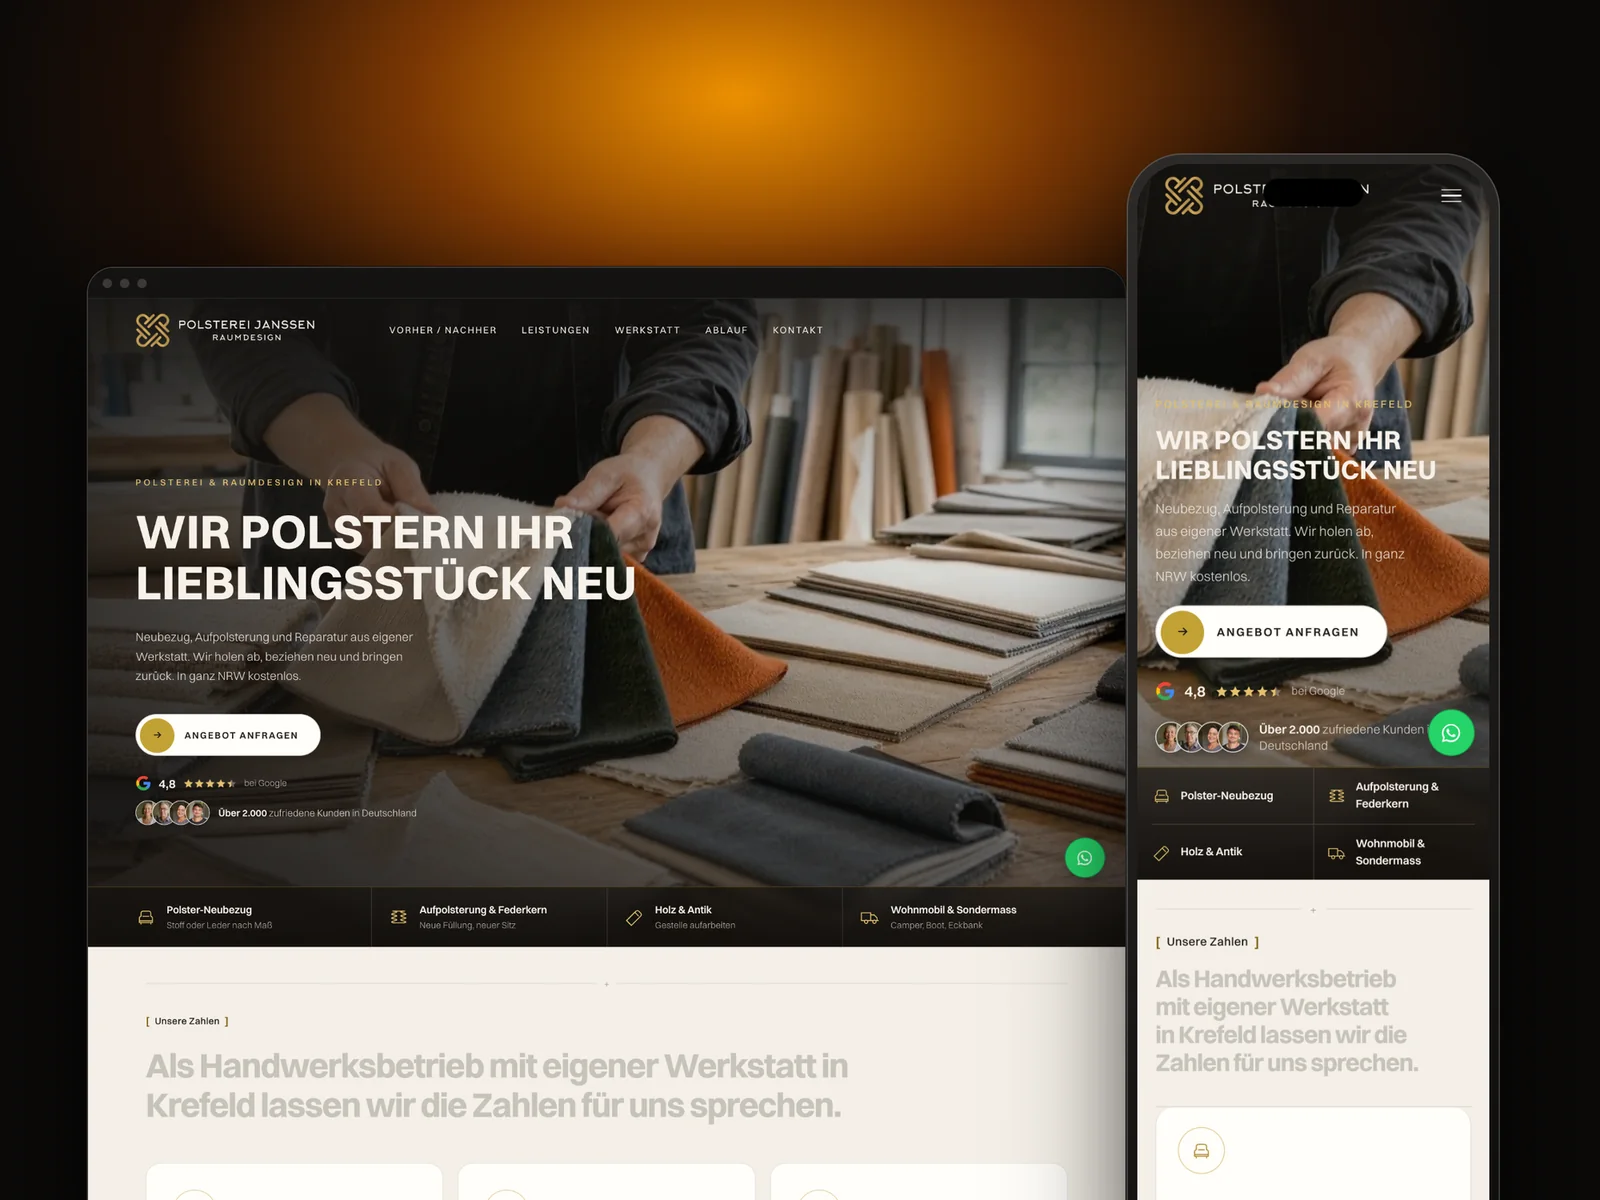 POLSTEREI JANSSEN
RAUMDESIGN
VORHER / NACHHER
LEISTUNGEN
WERKSTATT
ABLAUF
KONTAKT
POLSTEREI & RAUMDESIGN IN KREFELD
WIR POLSTERN IHR
LIEBLINGSSTÜCK NEU
Neubezug, Aufpolsterung und Reparatur aus eigener
Werkstatt. Wir holen ab, beziehen neu und bringen
zurück. In ganz NRW kostenlos.
ANGEBOT ANFRAGEN
4,8
bei Google
Über 2.000 zufriedene Kunden in Deutschland
Polster-Neubezug
Stoff oder Leder nach Maß
Aufpolsterung & Federkern
Neue Füllung, neuer Sitz
Holz & Antik
Gestelle aufarbeiten
Wohnmobil & Sondermass
Camper, Boot, Eckbank
[ Unsere Zahlen ]
Als Handwerksbetrieb mit eigener Werkstatt in
Krefeld lassen wir die Zahlen für uns sprechen.
POLSTEREI & RAUMDESIGN IN KREFELD
WIR POLSTERN IHR
LIEBLINGSSTÜCK NEU
Neubezug, Aufpolsterung und Reparatur
aus eigener Werkstatt. Wir holen ab,
beziehen neu und bringen zurück. In ganz
NRW kostenlos.
ANGEBOT ANFRAGEN
4,8
bei Google
Über 2.000 zufriedene Kunden
Deutschland
Polster-Neubezug
Aufpolsterung &
Federkern
Holz & Antik
Wohnmobil &
Sondermass
[ Unsere Zahlen ]
Als Handwerksbetrieb
mit eigener Werkstatt
in Krefeld lassen wir die
Zahlen für uns sprechen.